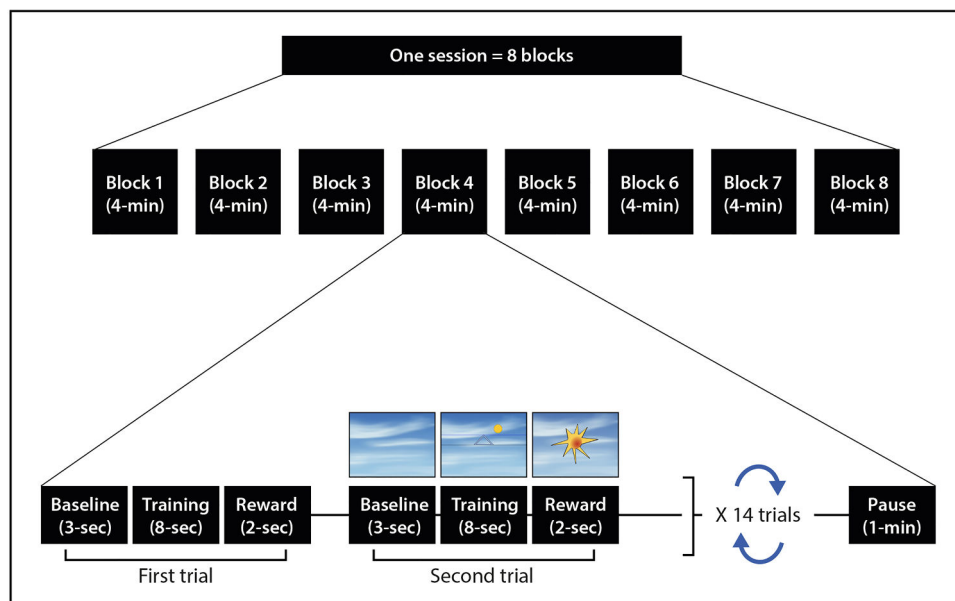 One session = 8 blocks
Block 1
(4-min)
Block 2
(4-min)
Block 3
(4-min)
Block 4
(4-min)
Block 5
(4-min)
Block 6
(4-min)
Block 7
(4-min)
Block 8
(4-min)
Baseline
(3-sec)
Training
(8-sec)
Reward
(2-sec)
Baseline
(3-sec)
Training
(8-sec)
Reward
(2-sec)
X 14 trials
Pause
(1-min)
First trial
Second trial